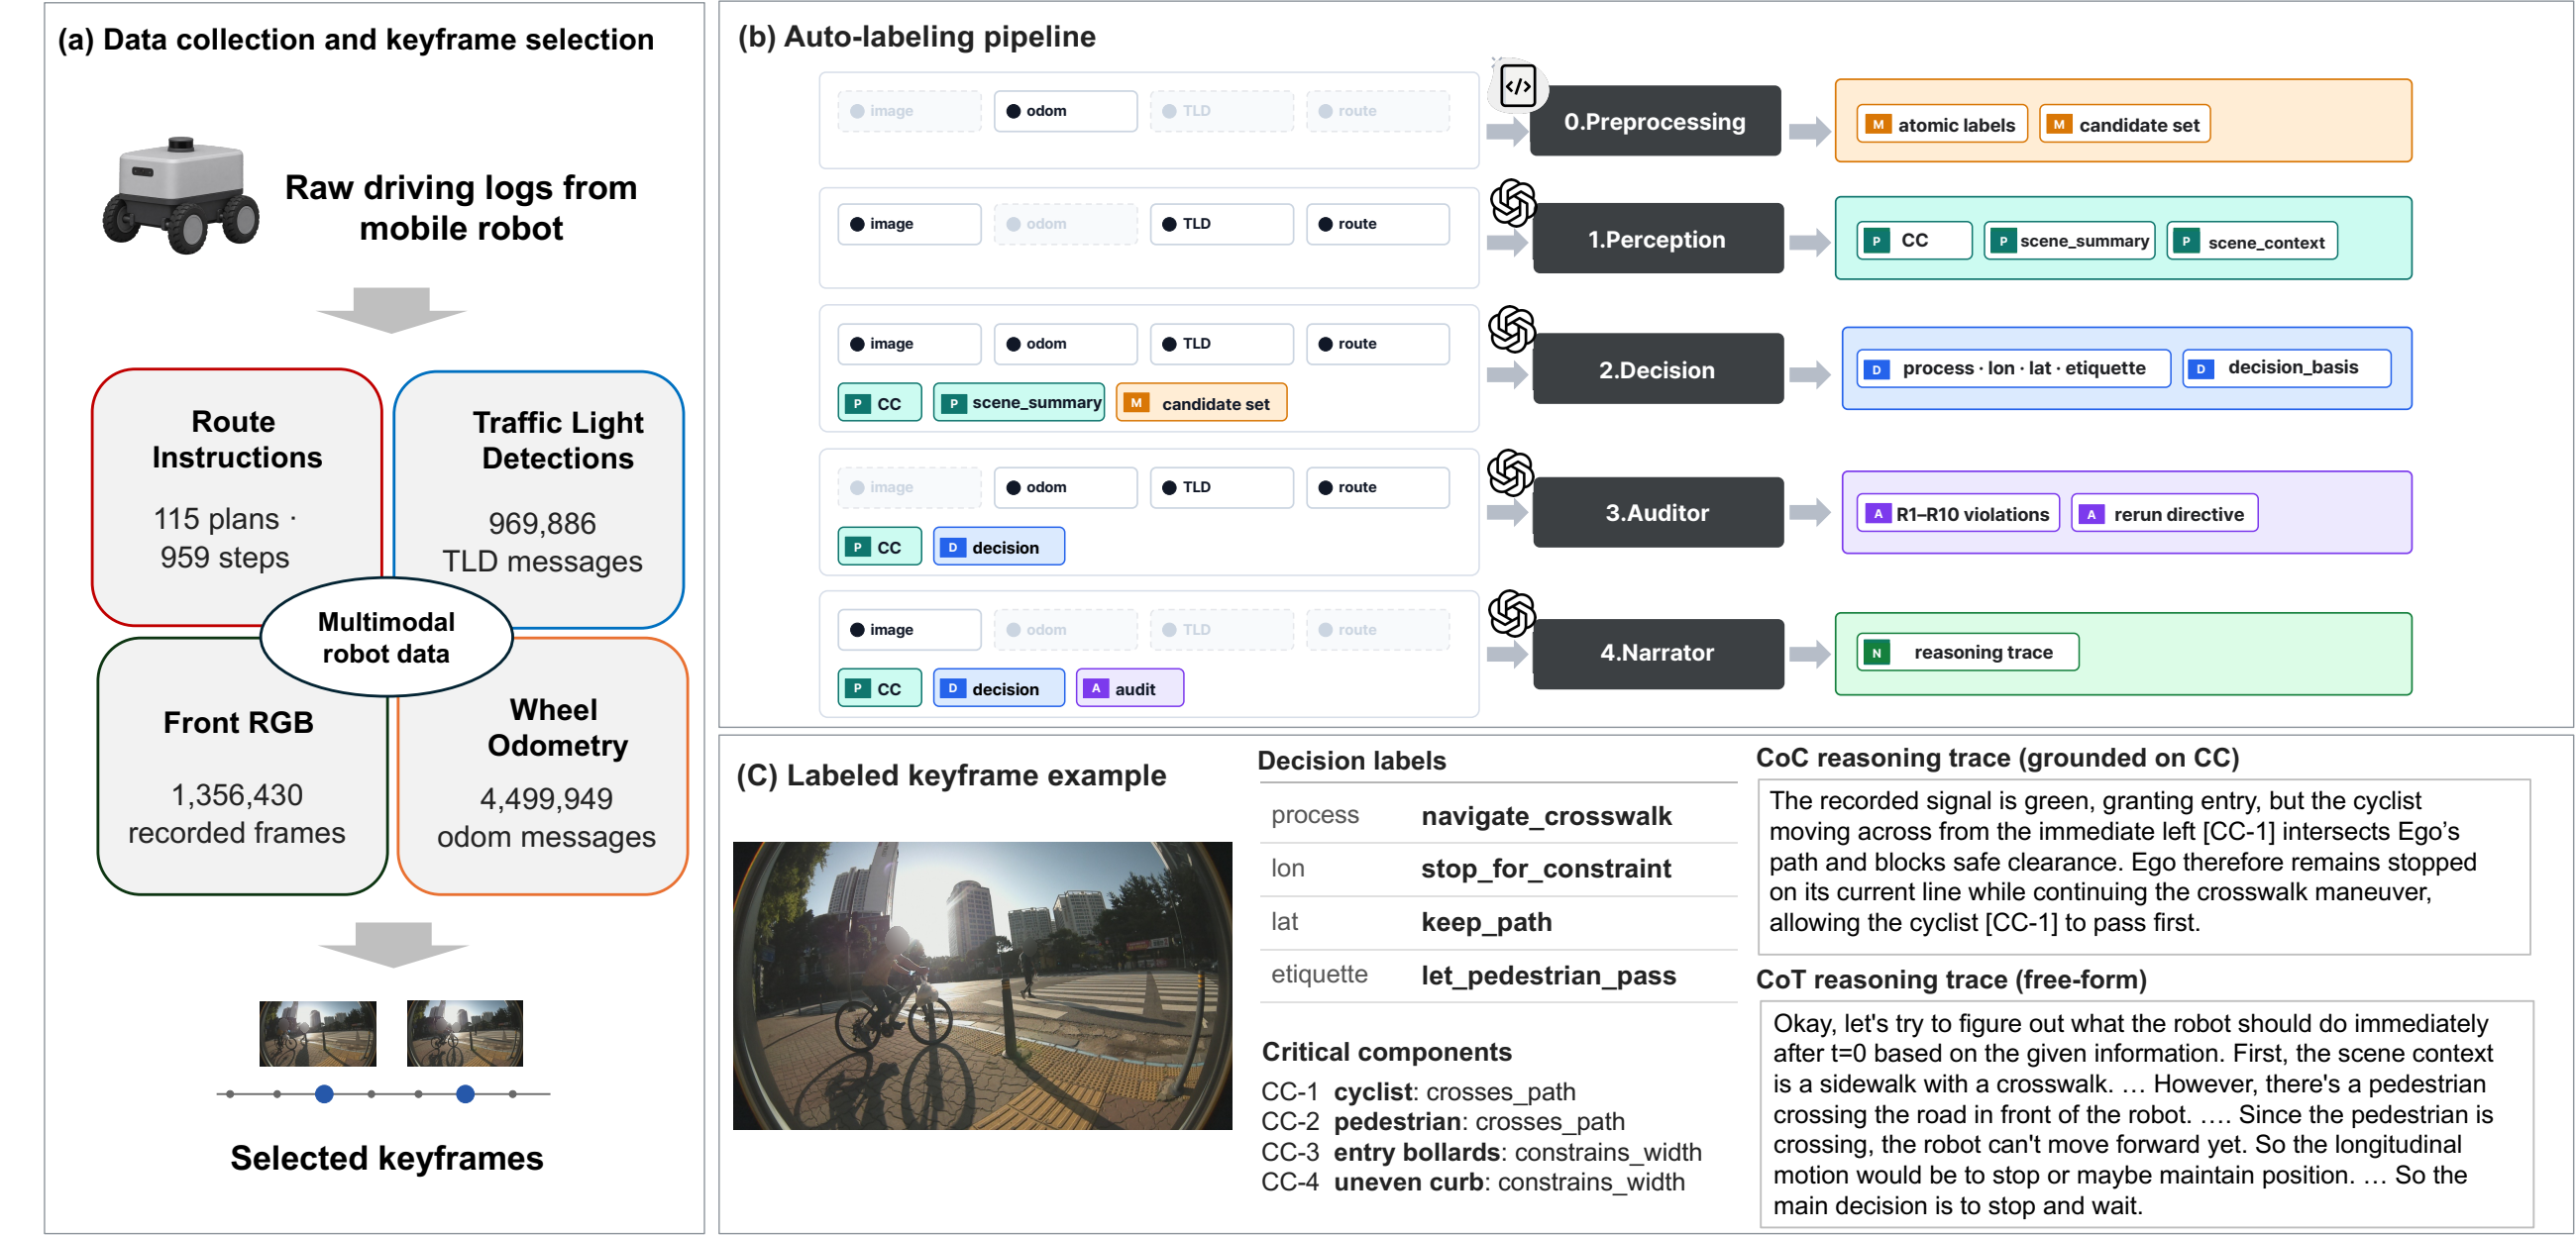 (a) Data collection and keyframe selection
Raw driving logs from
mobile robot
Route
Instructions
115 plans ·
959 steps
Traffic Light
Detections
969,886
TLD messages
Multimodal
robot data
Front RGB
1,356,430
recorded frames
Wheel
Odometry
4,499,949
odom messages
Selected keyframes
(b) Auto-labeling pipeline
image odom TLD route
</> 0.Preprocessing
M atomic labels M candidate set
image odom TLD route
1.Perception
P CC P scene_summary P scene_context
image odom TLD route
P CC P scene_summary M candidate set
2.Decision
D process · lon · lat · etiquette D decision_basis
image odom TLD route
P CC D decision
3.Auditor
A R1–R10 violations A rerun directive
image odom TLD route
P CC D decision A audit
4.Narrator
N reasoning trace
(C) Labeled keyframe example
Decision labels
process navigate_crosswalk
lon stop_for_constraint
lat keep_path
etiquette let_pedestrian_pass
Critical components
CC-1 cyclist: crosses_path
CC-2 pedestrian: crosses_path
CC-3 entry bollards: constrains_width
CC-4 uneven curb: constrains_width
CoC reasoning trace (grounded on CC)
The recorded signal is green, granting entry, but the cyclist
moving across from the immediate left [CC-1] intersects Ego’s
path and blocks safe clearance. Ego therefore remains stopped
on its current line while continuing the crosswalk maneuver,
allowing the cyclist [CC-1] to pass first.
CoT reasoning trace (free-form)
Okay, let's try to figure out what the robot should do immediately
after t=0 based on the given information. First, the scene context
is a sidewalk with a crosswalk. … However, there's a pedestrian
crossing the road in front of the robot. …. Since the pedestrian is
crossing, the robot can't move forward yet. So the longitudinal
motion would be to stop or maybe maintain position. … So the
main decision is to stop and wait.